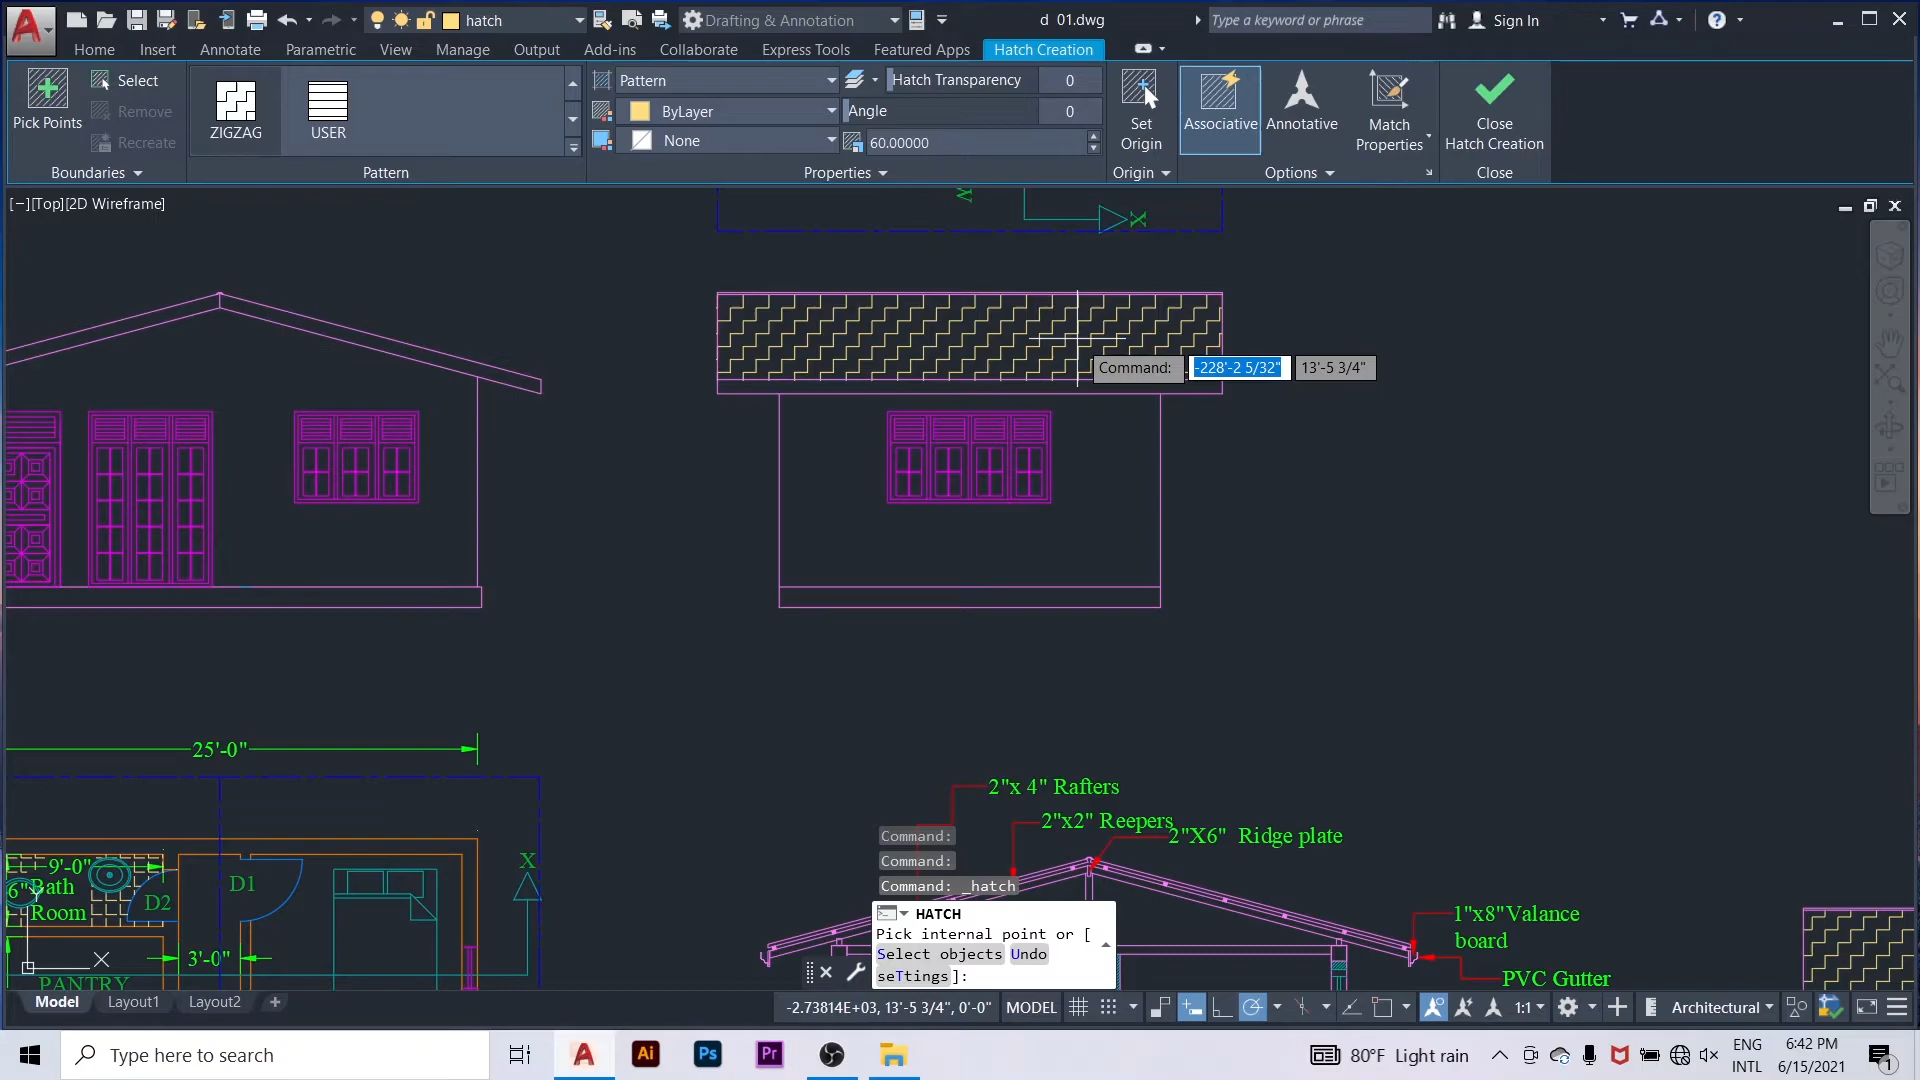 hatch
Drafting & Annotation
d 01.dwg
Type a keyword or phrase
Sign In
Home Insert Annotate Parametric View Manage Output Add-ins Collaborate Express Tools Featured Apps Hatch Creation
Pick Points
Select
Remove
Recreate
Boundaries
ZIGZAG
USER
Pattern
Pattern
ByLayer
None
Hatch Transparency 0
Angle 0
60.00000
Properties
Set
Origin
Origin
Associative
Annotative
Match
Properties
Options
Close
Hatch Creation
Close
[−][Top][2D Wireframe]
W
X
Command: -228'-2 5/32" 13'-5 3/4"
25'-0"
2"x 4" Rafters
2"x2" Reepers
2"X6" Ridge plate
1"x8"Valance
board
PVC Gutter
9'-0"
6"
Bath
Room
D2
D1
X
3'-0"
PANTRY
Y
X
Command:
Command:
Command: _hatch
HATCH
Pick internal point or [
Select objects Undo
seTtings]:
Model Layout1 Layout2 +
-2.73814E+03, 13'-5 3/4", 0'-0" MODEL
1:1
Architectural
Type here to search
Ai
Ps
Pr
80°F Light rain
ENG
INTL
6:42 PM
6/15/2021
1